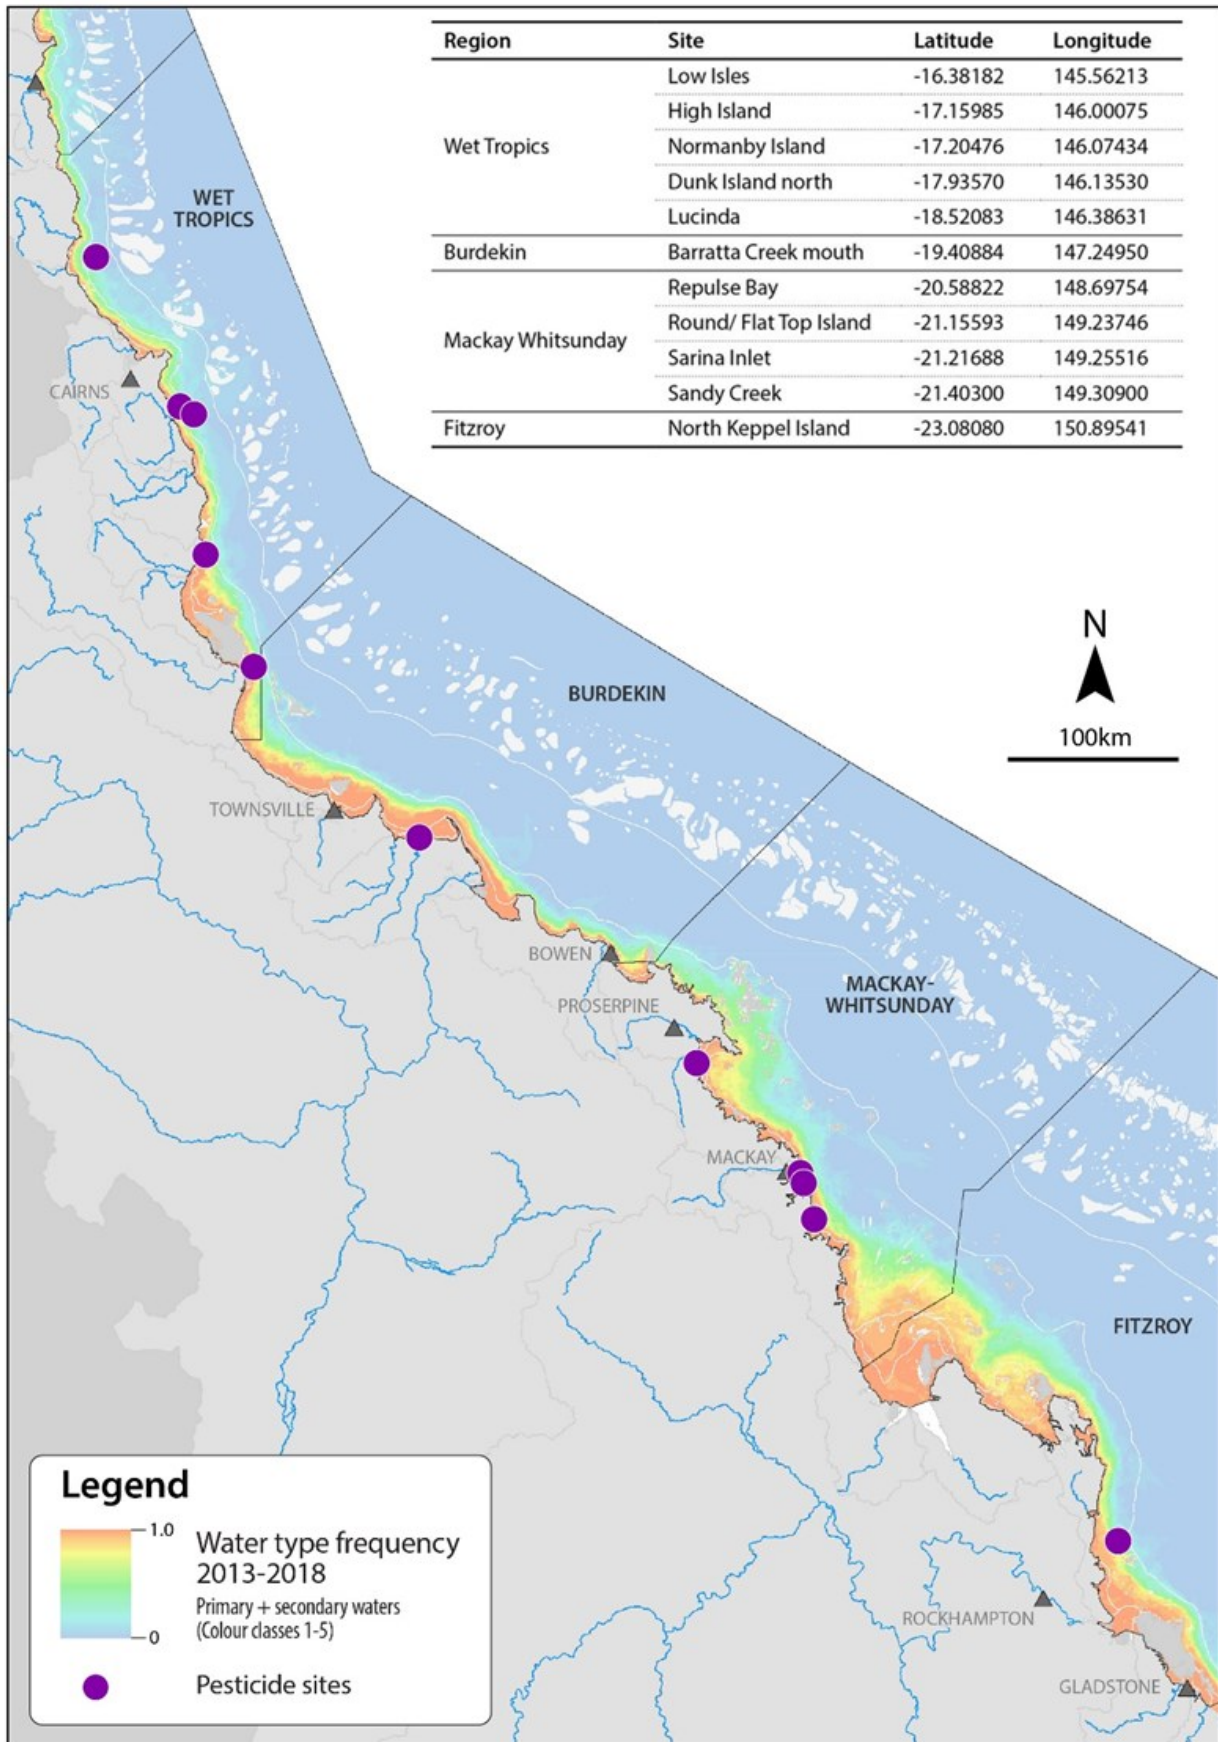 Region Site Latitude Longitude
Wet Tropics
Low Isles -16.38182 145.56213
High Island -17.15985 146.00075
Normanby Island -17.20476 146.07434
Dunk Island north -17.93570 146.13530
Lucinda -18.52083 146.38631
Burdekin Barratta Creek mouth -19.40884 147.24950
Mackay Whitsunday
Repulse Bay -20.58822 148.69754
Round/ Flat Top Island -21.15593 149.23746
Sarina Inlet -21.21688 149.25516
Sandy Creek -21.40300 149.30900
Fitzroy North Keppel Island -23.08080 150.89541
WET
TROPICS
CAIRNS
N
100km
BURDEKIN
TOWNSVILLE
BOWEN
PROSERPINE
MACKAY-
WHITSUNDAY
MACKAY
FITZROY
ROCKHAMPTON
GLADSTONE
Legend
1.0
0
Water type frequency
2013-2018
Primary + secondary waters
(Colour classes 1-5)
Pesticide sites